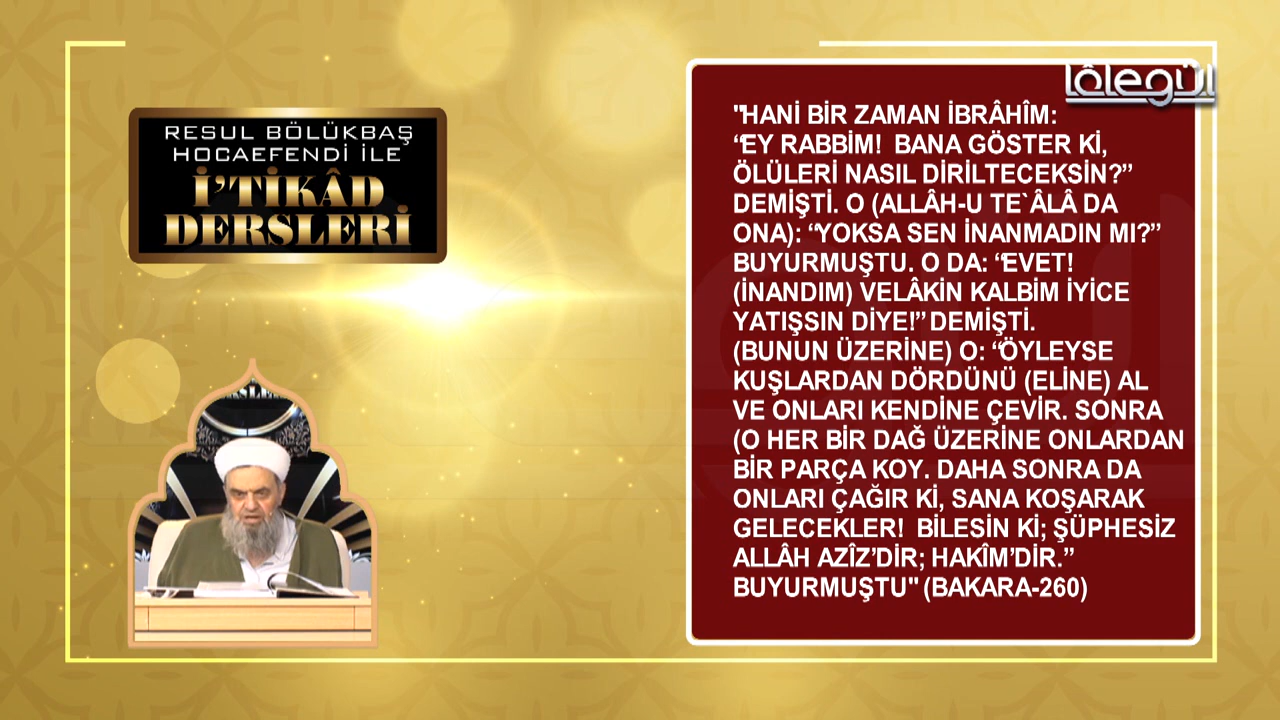 lâlegül
RESUL BÖLÜKBAŞ
HOCAEFENDİ İLE
İ'TİKÂD
DERSLERİ
"HANİ BİR ZAMAN İBRÂHÎM:
“EY RABBİM! BANA GÖSTER Kİ,
ÖLÜLERİ NASIL DİRİLTECEKSİN?”
DEMİŞTİ. O (ALLÂH-U TE`ÂLÂ DA
ONA): “YOKSA SEN İNANMADIN MI?”
BUYURMUŞTU. O DA: “EVET!
(İNANDIM) VELÂKİN KALBİM İYİCE
YATIŞSIN DİYE!” DEMİŞTİ.
(BUNUN ÜZERİNE) O: “ÖYLEYSE
KUŞLARDAN DÖRDÜNÜ (ELİNE) AL
VE ONLARI KENDİNE ÇEVİR. SONRA
(O HER BİR DAĞ ÜZERİNE ONLARDAN
BİR PARÇA KOY. DAHA SONRA DA
ONLARI ÇAĞIR Kİ, SANA KOŞARAK
GELECEKLER! BİLESİN Kİ; ŞÜPHESİZ
ALLÂH AZÎZ’DİR; HAKÎM’DİR.”
BUYURMUŞTU" (BAKARA-260)